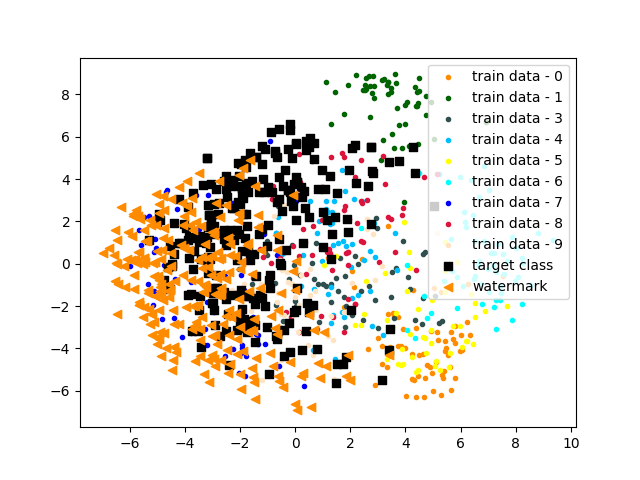 8
6
4
2
0
−2
−4
−6
−6
−4
−2
0
2
4
6
8
10
train data - 0
train data - 1
train data - 3
train data - 4
train data - 5
train data - 6
train data - 7
train data - 8
train data - 9
target class
watermark